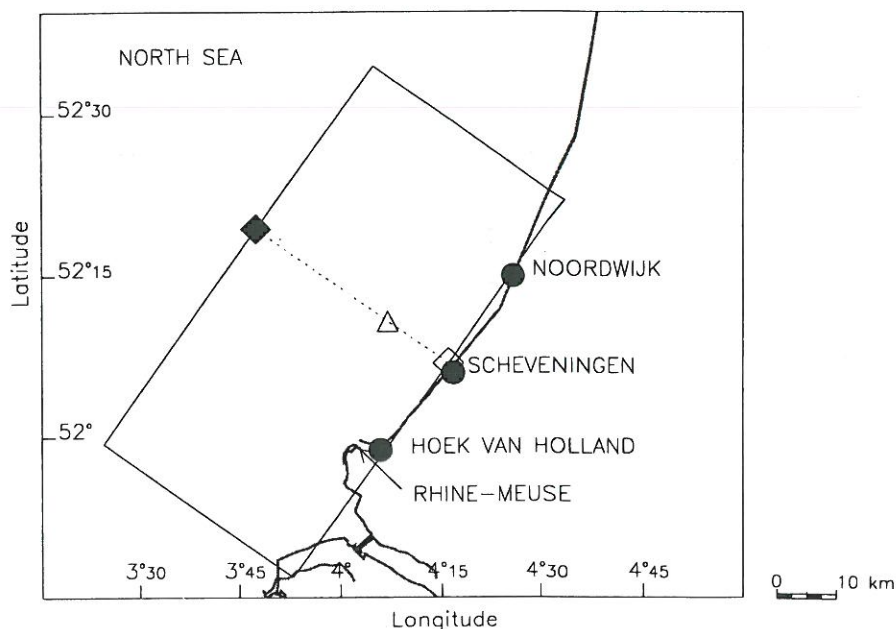 NORTH SEA
52°30
Latitude
52°15
NOORDWIJK
SCHEVENINGEN
52°
HOEK VAN HOLLAND
RHINE-MEUSE
3°30 3°45 4° 4°15 4°30 4°45
0 10 km
Longitude